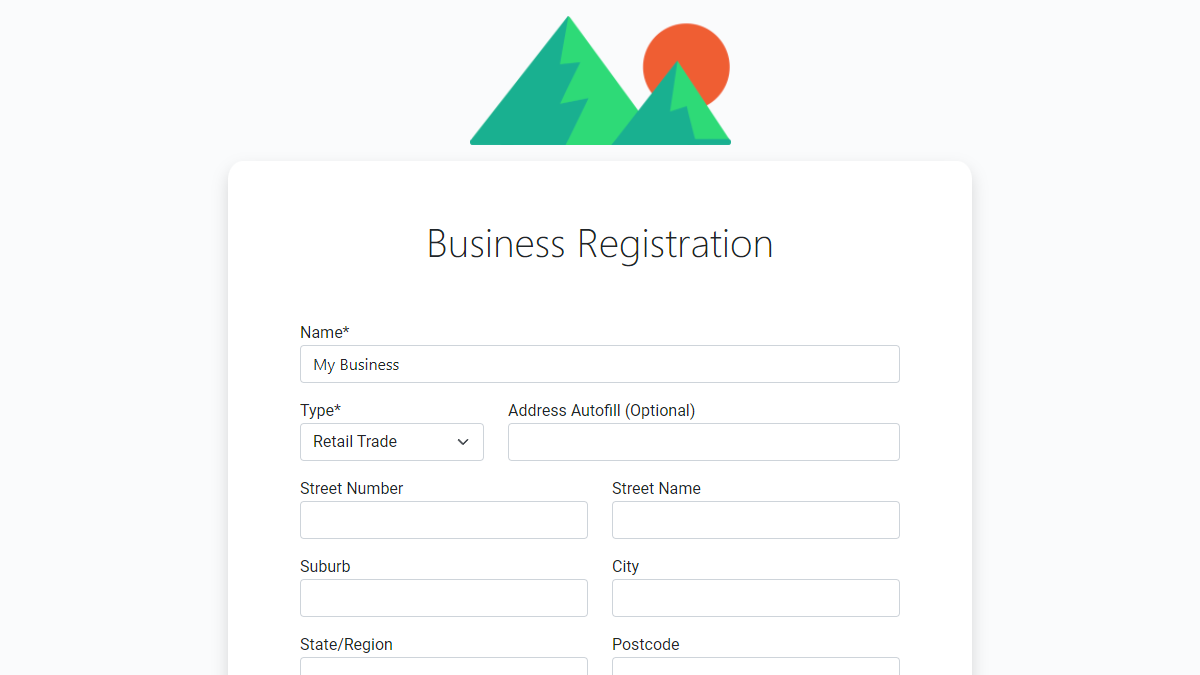 Business Registration
Name*
My Business
Type* Address Autofill (Optional)
Retail Trade
Street Number Street Name
Suburb City
State/Region Postcode